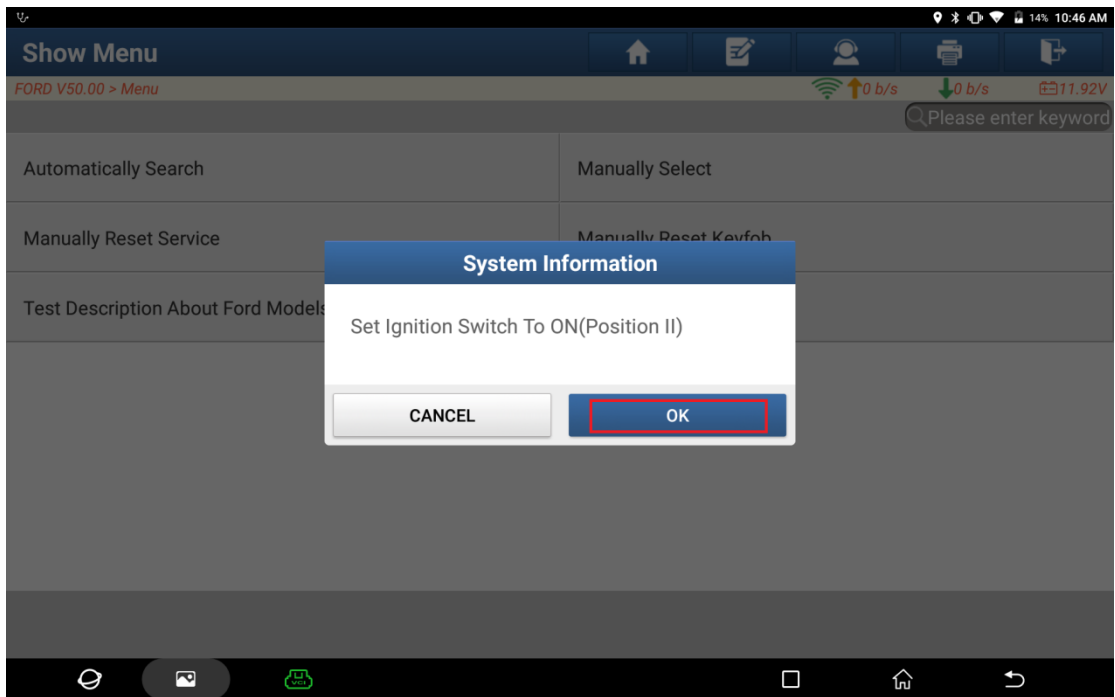 14% 10:46 AM
Show Menu
FORD V50.00 > Menu
0 b/s
0 b/s
11.92V
Please enter keyword
Automatically Search
Manually Select
Manually Reset Service
Manually Reset Keyfob
System Information
Test Description About Ford Models
Set Ignition Switch To ON(Position II)
CANCEL
OK
VCI